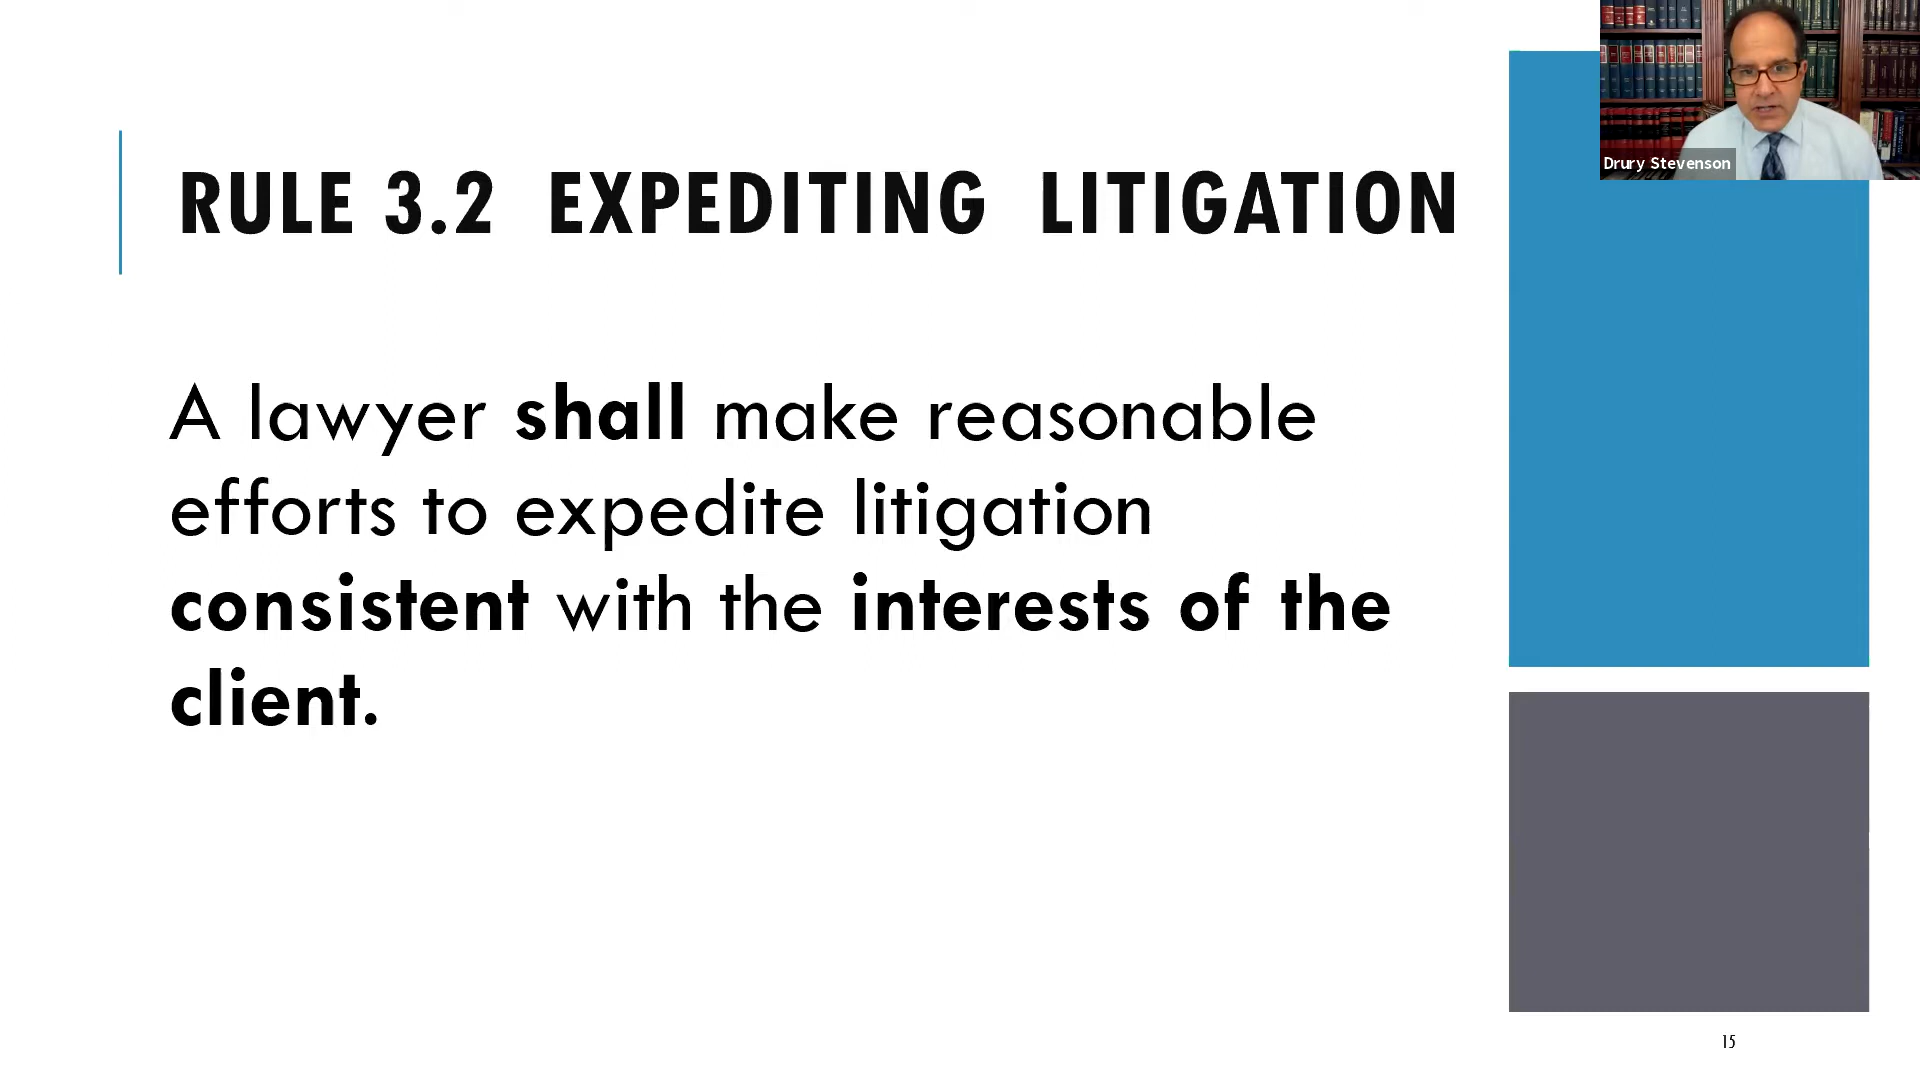 Drury Stevenson
RULE 3.2 EXPEDITING LITIGATION
A lawyer shall make reasonable
efforts to expedite litigation
consistent with the interests of the
client.
15